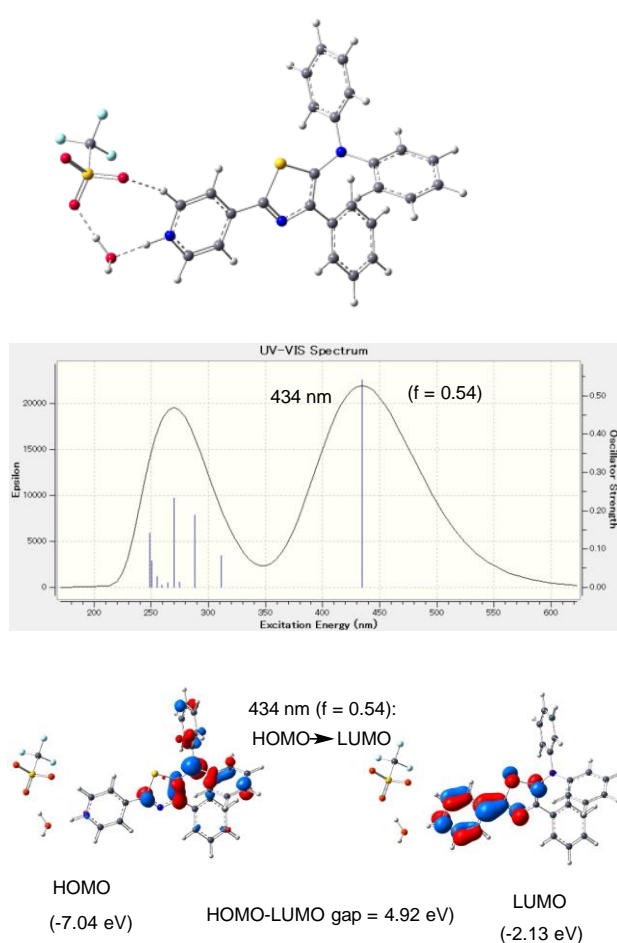 UV-VIS Spectrum
434 nm
(f = 0.54)
20000
15000
10000
5000
0
Epsilon
0.50
0.40
0.30
0.20
0.10
0.00
Oscillator Strength
200
250
300
350
400
450
500
550
600
Excitation Energy (nm)
434 nm (f = 0.54):
HOMO LUMO
HOMO
(-7.04 eV)
HOMO-LUMO gap = 4.92 eV)
LUMO
(-2.13 eV)